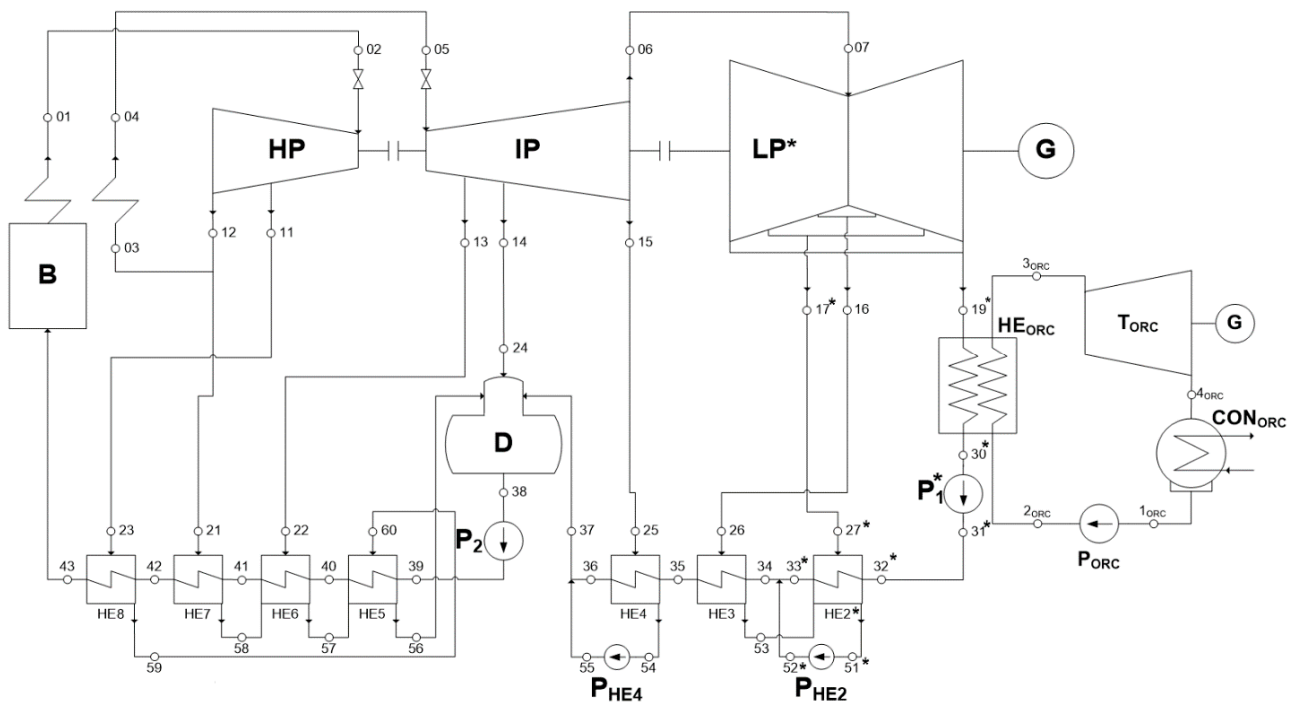 02
05
06
07
01
04
HP
IP
LP*
G
12
11
03
13
14
15
B
3ORC
17*
16
19*
HEORC
TORC
G
24
4ORC
CONORC
D
30*
P1*
38
2ORC
1ORC
23
21
22
60
P2
37
25
26
27*
31*
PORC
43
42
41
40
39
36
35
34
33*
32*
HE8
HE7
HE6
HE5
HE4
HE3
HE2*
58
57
56
53
59
55
54
52*
51*
PHE4
PHE2